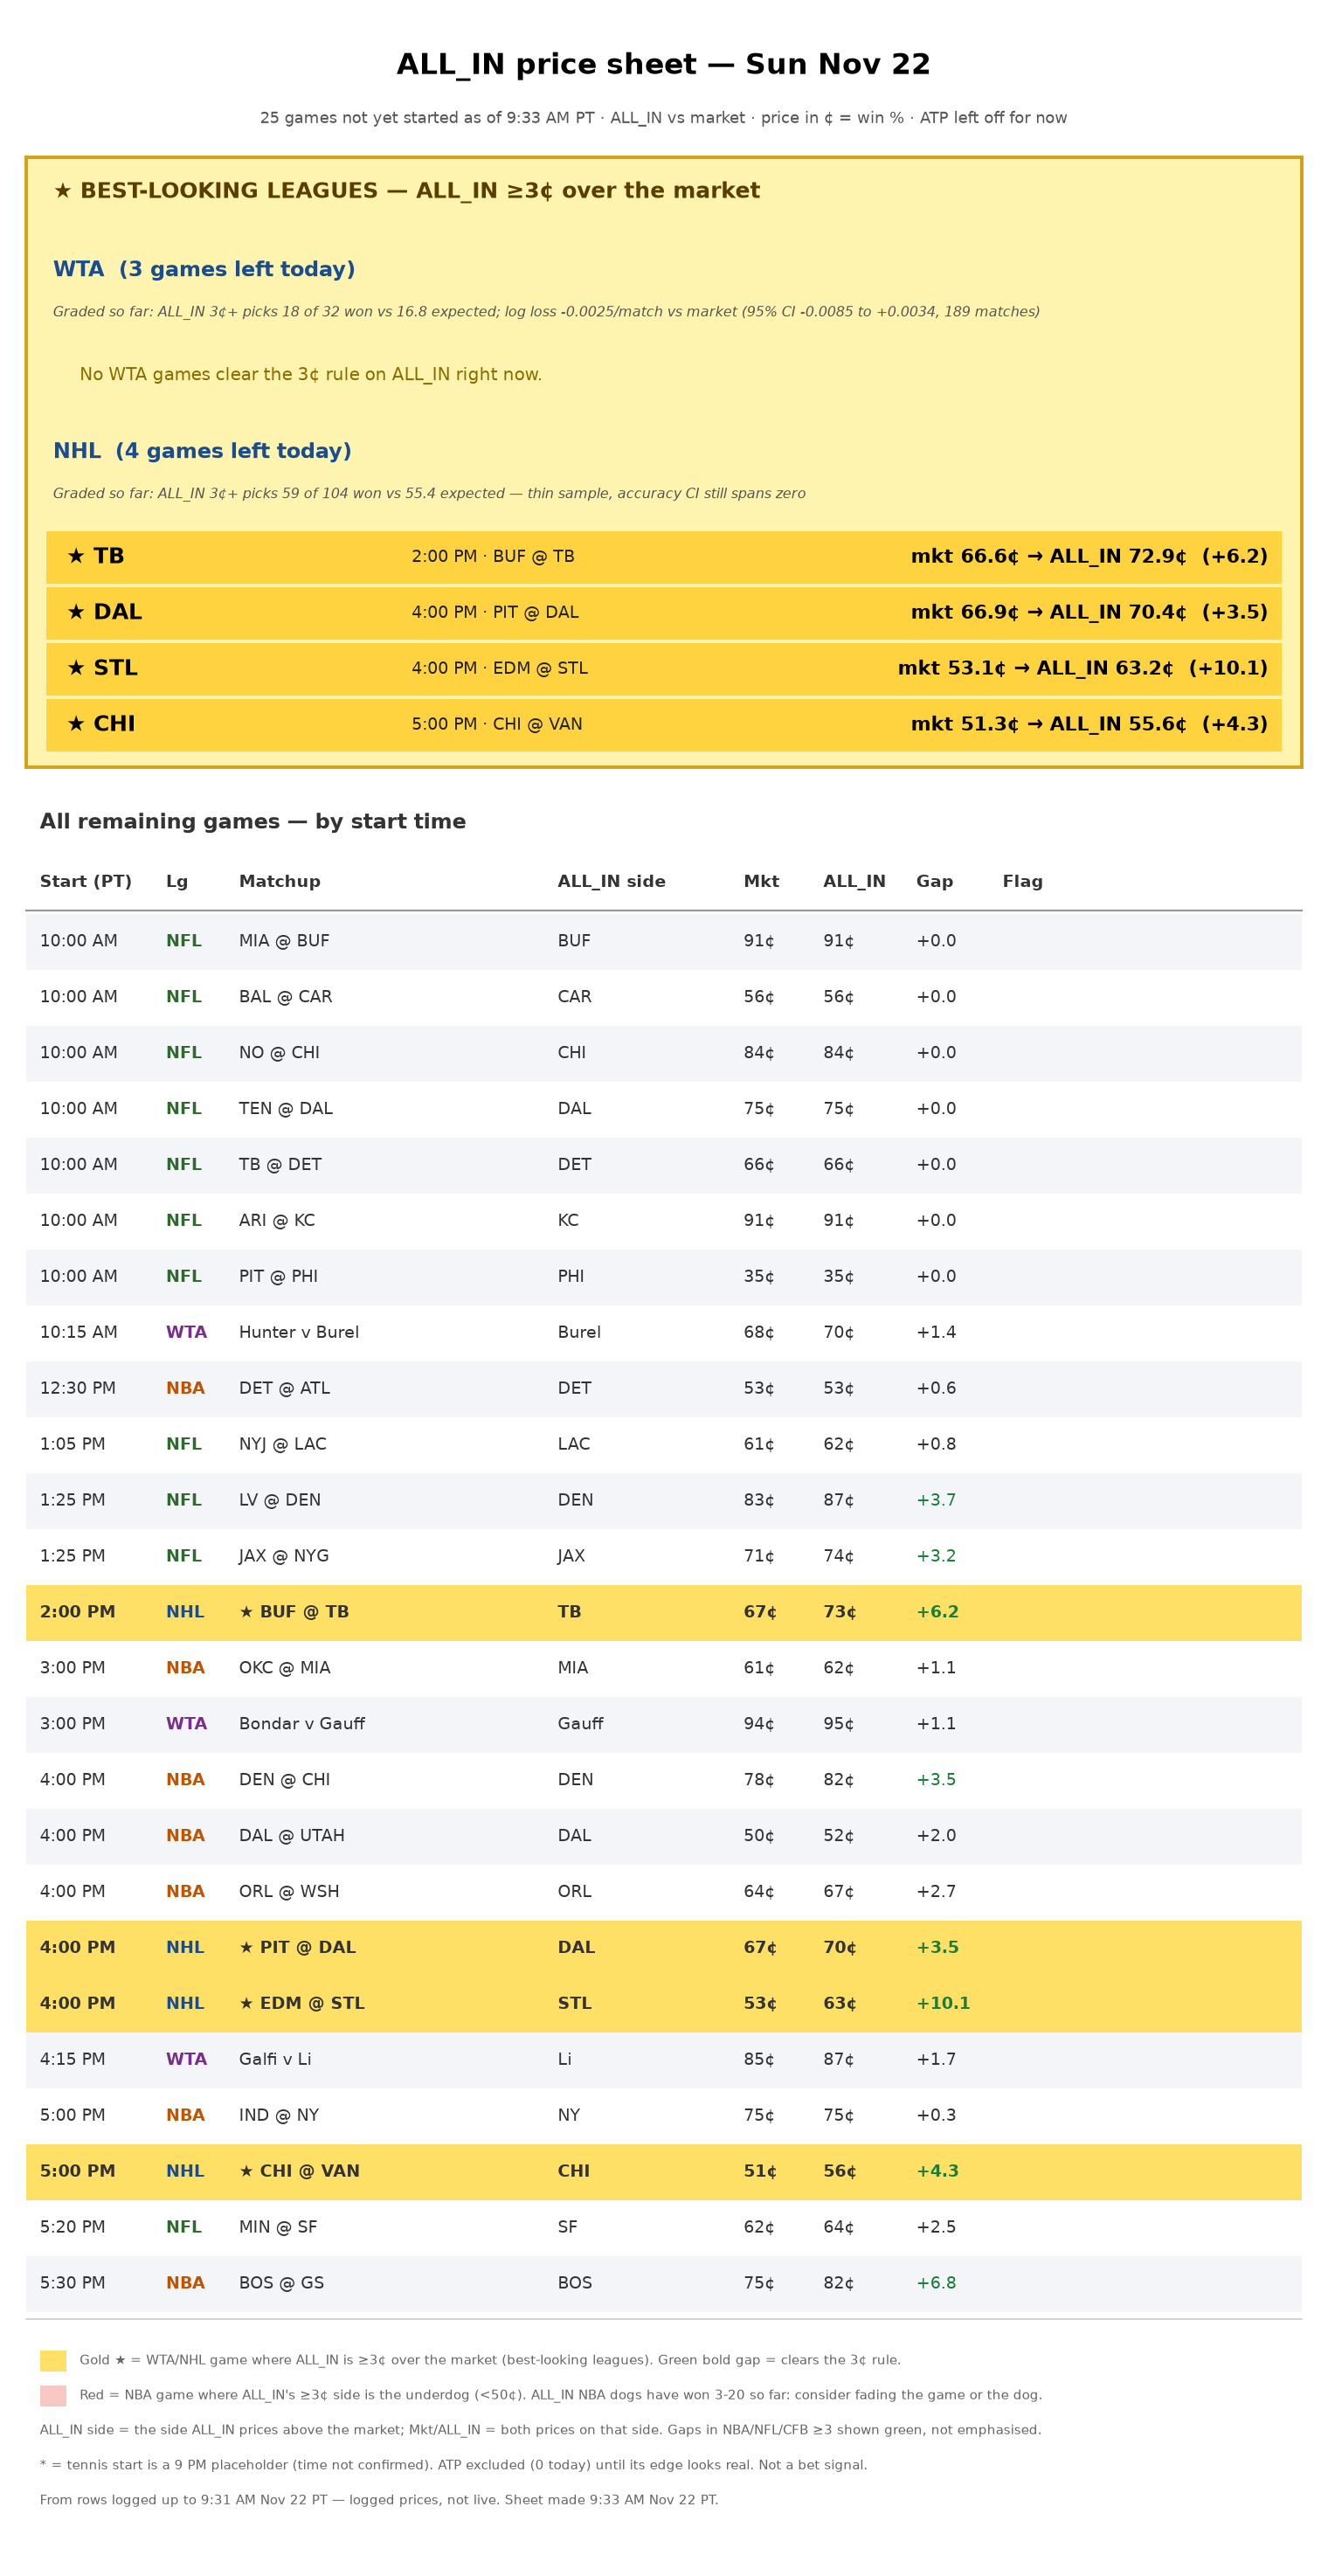 ALL_IN price sheet — Sun Nov 22
25 games not yet started as of 9:33 AM PT · ALL_IN vs market · price in ¢ = win % · ATP left off for now
★ BEST-LOOKING LEAGUES — ALL_IN ≥3¢ over the market
WTA (3 games left today)
Graded so far: ALL_IN 3¢+ picks 18 of 32 won vs 16.8 expected; log loss -0.0025/match vs market (95% CI -0.0085 to +0.0034, 189 matches)
No WTA games clear the 3¢ rule on ALL_IN right now.
NHL (4 games left today)
Graded so far: ALL_IN 3¢+ picks 59 of 104 won vs 55.4 expected — thin sample, accuracy CI still spans zero
★ TB 2:00 PM · BUF @ TB mkt 66.6¢ → ALL_IN 72.9¢ (+6.2)
★ DAL 4:00 PM · PIT @ DAL mkt 66.9¢ → ALL_IN 70.4¢ (+3.5)
★ STL 4:00 PM · EDM @ STL mkt 53.1¢ → ALL_IN 63.2¢ (+10.1)
★ CHI 5:00 PM · CHI @ VAN mkt 51.3¢ → ALL_IN 55.6¢ (+4.3)
All remaining games — by start time
Start (PT) Lg Matchup ALL_IN side Mkt ALL_IN Gap Flag
10:00 AM NFL MIA @ BUF BUF 91¢ 91¢ +0.0
10:00 AM NFL BAL @ CAR CAR 56¢ 56¢ +0.0
10:00 AM NFL NO @ CHI CHI 84¢ 84¢ +0.0
10:00 AM NFL TEN @ DAL DAL 75¢ 75¢ +0.0
10:00 AM NFL TB @ DET DET 66¢ 66¢ +0.0
10:00 AM NFL ARI @ KC KC 91¢ 91¢ +0.0
10:00 AM NFL PIT @ PHI PHI 35¢ 35¢ +0.0
10:15 AM WTA Hunter v Burel Burel 68¢ 70¢ +1.4
12:30 PM NBA DET @ ATL DET 53¢ 53¢ +0.6
1:05 PM NFL NYJ @ LAC LAC 61¢ 62¢ +0.8
1:25 PM NFL LV @ DEN DEN 83¢ 87¢ +3.7
1:25 PM NFL JAX @ NYG JAX 71¢ 74¢ +3.2
2:00 PM NHL ★ BUF @ TB TB 67¢ 73¢ +6.2
3:00 PM NBA OKC @ MIA MIA 61¢ 62¢ +1.1
3:00 PM WTA Bondar v Gauff Gauff 94¢ 95¢ +1.1
4:00 PM NBA DEN @ CHI DEN 78¢ 82¢ +3.5
4:00 PM NBA DAL @ UTAH DAL 50¢ 52¢ +2.0
4:00 PM NBA ORL @ WSH ORL 64¢ 67¢ +2.7
4:00 PM NHL ★ PIT @ DAL DAL 67¢ 70¢ +3.5
4:00 PM NHL ★ EDM @ STL STL 53¢ 63¢ +10.1
4:15 PM WTA Galfi v Li Li 85¢ 87¢ +1.7
5:00 PM NBA IND @ NY NY 75¢ 75¢ +0.3
5:00 PM NHL ★ CHI @ VAN CHI 51¢ 56¢ +4.3
5:20 PM NFL MIN @ SF SF 62¢ 64¢ +2.5
5:30 PM NBA BOS @ GS BOS 75¢ 82¢ +6.8
Gold ★ = WTA/NHL game where ALL_IN is ≥3¢ over the market (best-looking leagues). Green bold gap = clears the 3¢ rule.
Red = NBA game where ALL_IN's ≥3¢ side is the underdog (<50¢). ALL_IN NBA dogs have won 3-20 so far: consider fading the game or the dog.
ALL_IN side = the side ALL_IN prices above the market; Mkt/ALL_IN = both prices on that side. Gaps in NBA/NFL/CFB ≥3 shown green, not emphasised.
* = tennis start is a 9 PM placeholder (time not confirmed). ATP excluded (0 today) until its edge looks real. Not a bet signal.
From rows logged up to 9:31 AM Nov 22 PT — logged prices, not live. Sheet made 9:33 AM Nov 22 PT.